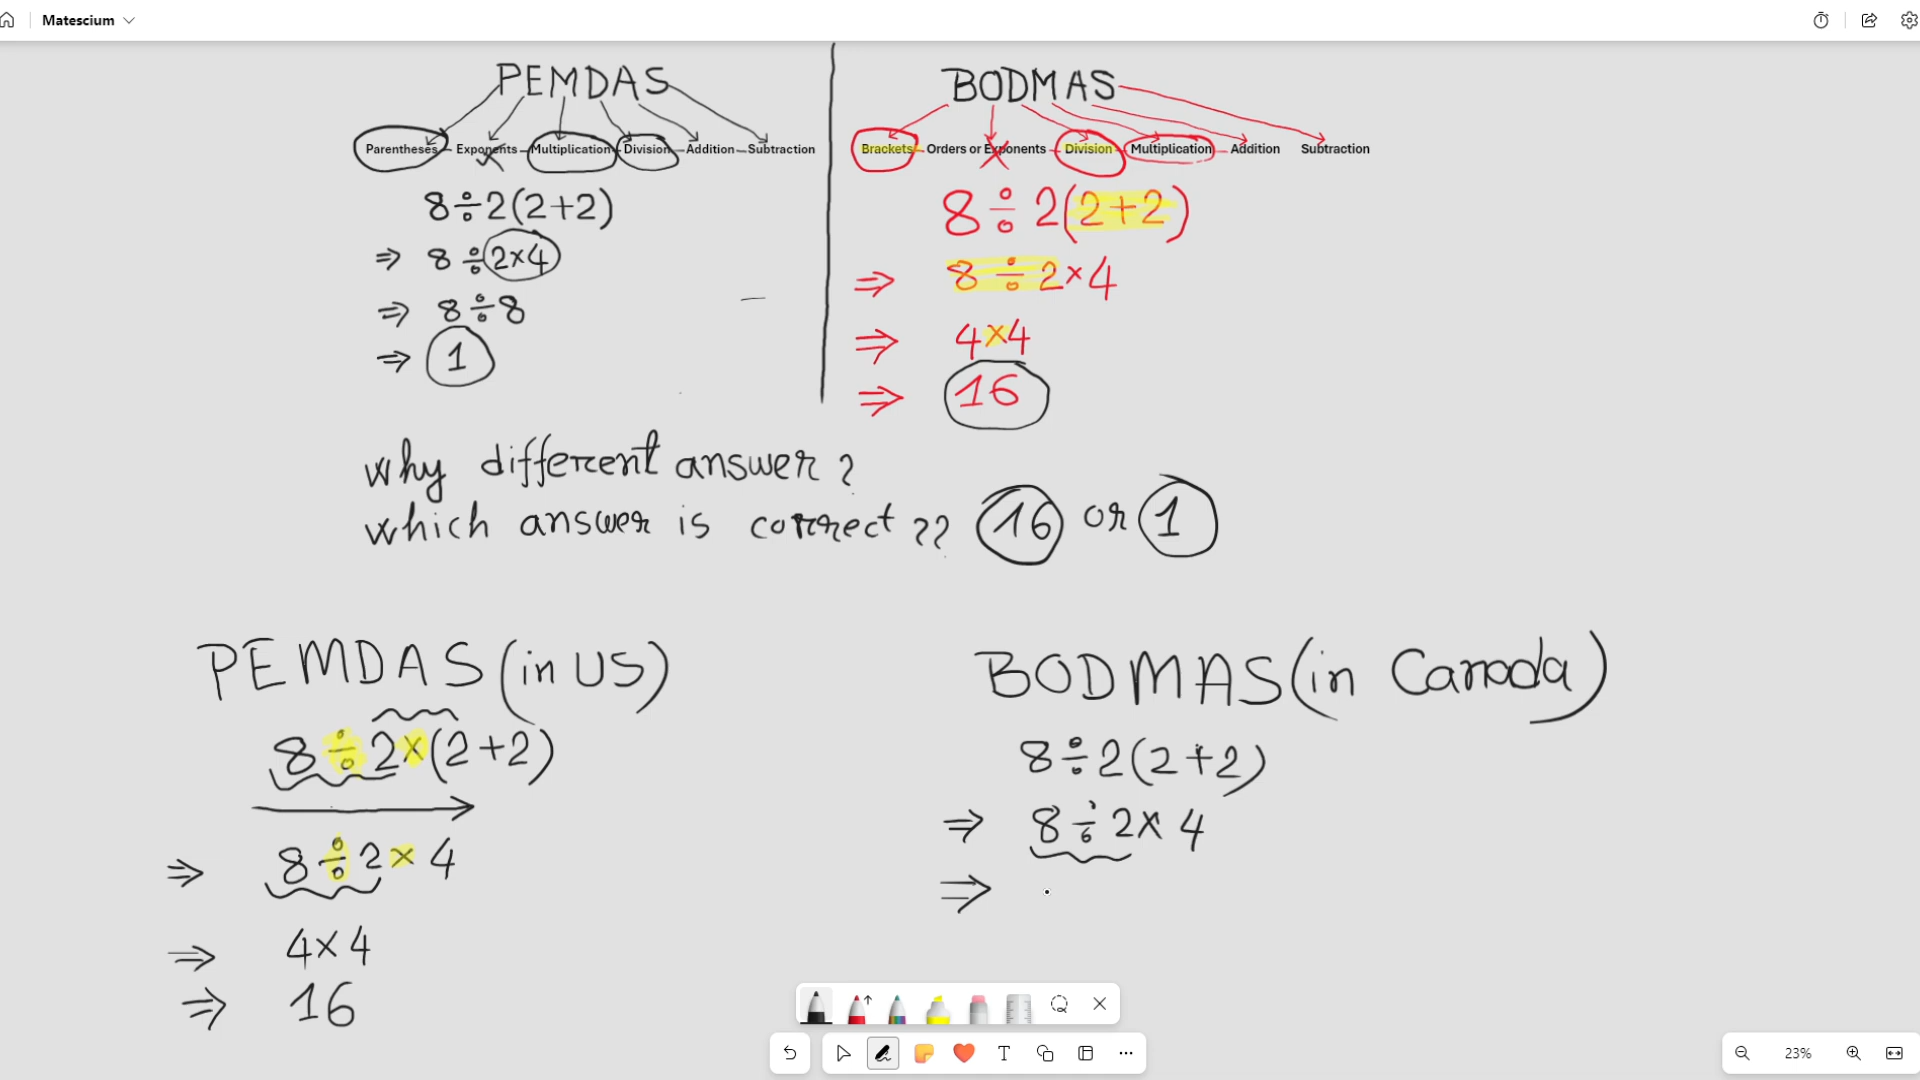 Matescium
PEMDAS
Parentheses – Exponents – Multiplication – Division – Addition – Subtraction
8÷2(2+2)
⇒ 8÷2×4
⇒ 8÷8
⇒ 1
BODMAS
Brackets – Orders or Exponents – Division – Multiplication – Addition Subtraction
8÷2(2+2)
⇒ 8÷2×4
⇒ 4×4
⇒ 16
Why different answer?
which answer is correct?? 16 or 1
PEMDAS (in US)
8÷2×(2+2)
⇒ 8÷2×4
⇒ 4×4
⇒ 16
BODMAS (in Canada)
8÷2(2+2)
⇒ 8÷2×4
⇒
23%